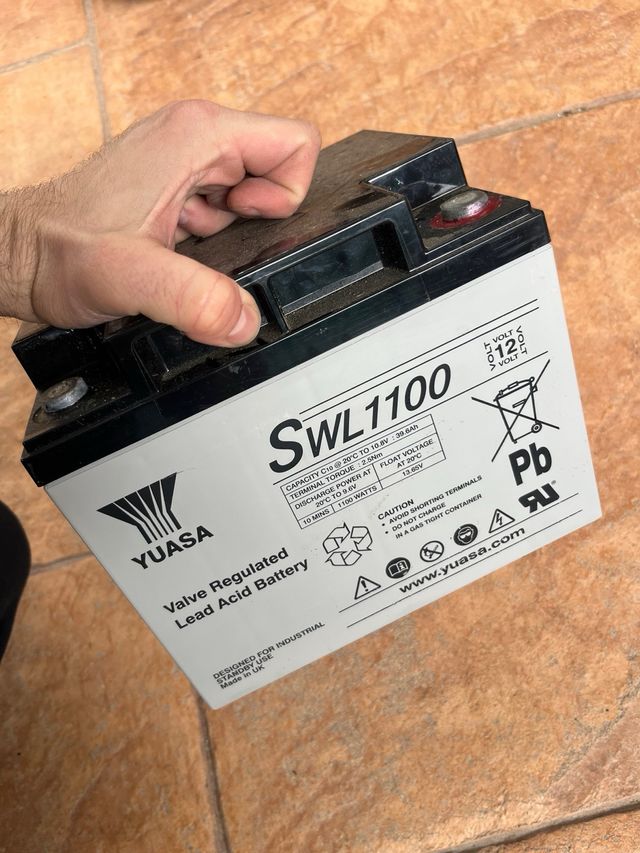 SWL1100
12
VOLT
VOLT
VOLT
VOLT
CAPACITY C10 @ 20°C TO 10.8V : 39.6Ah
TERMINAL TORQUE : 2.5Nm
DISCHARGE POWER AT
20°C TO 9.6V
FLOAT VOLTAGE
AT 20°C
10 MINS
1100 WATTS
13.65V
Pb
YUASA
Valve Regulated
Lead Acid Battery
CAUTION
• AVOID SHORTING TERMINALS
• DO NOT CHARGE
IN A GAS TIGHT CONTAINER
www.yuasa.com
DESIGNED FOR INDUSTRIAL
STANDBY USE
Made in UK